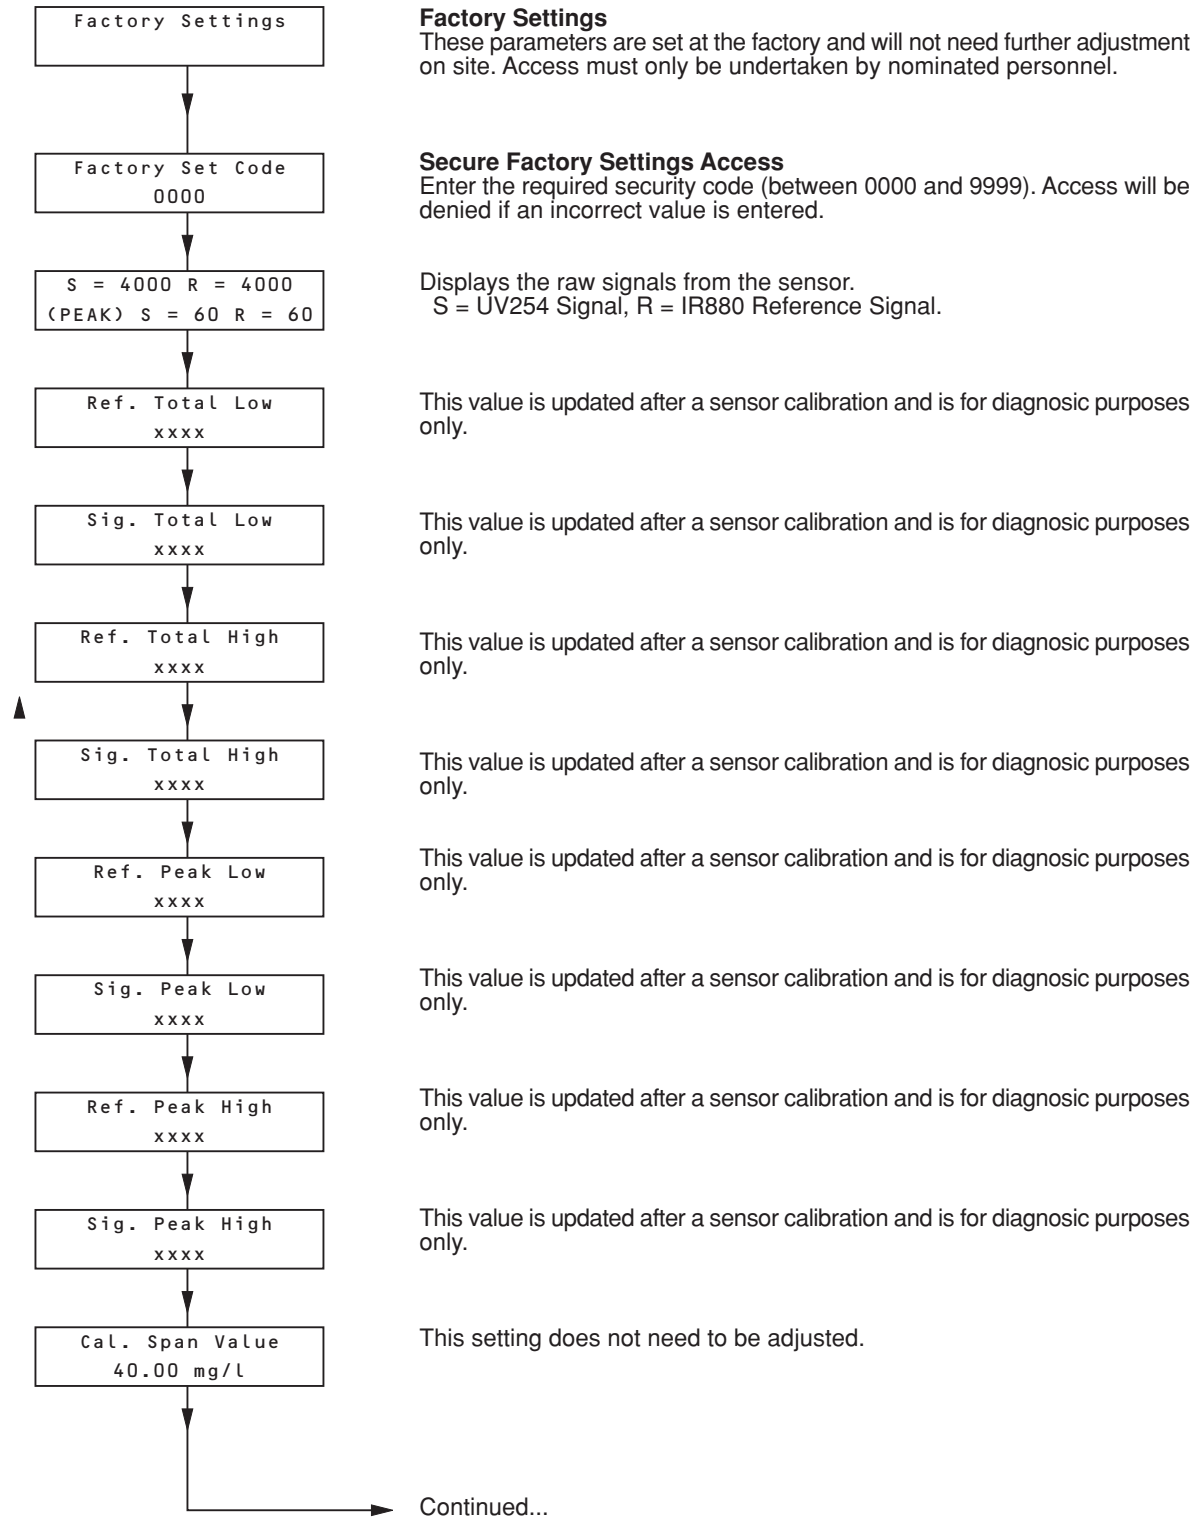 Factory Settings
Factory Settings
These parameters are set at the factory and will not need further adjustment
on site. Access must only be undertaken by nominated personnel.
Factory Set Code
0000
Secure Factory Settings Access
Enter the required security code (between 0000 and 9999). Access will be
denied if an incorrect value is entered.
S = 4000 R = 4000
(PEAK) S = 60 R = 60
Displays the raw signals from the sensor.
S = UV254 Signal, R = IR880 Reference Signal.
Ref. Total Low
xxxx
This value is updated after a sensor calibration and is for diagnosic purposes
only.
Sig. Total Low
xxxx
This value is updated after a sensor calibration and is for diagnosic purposes
only.
Ref. Total High
xxxx
This value is updated after a sensor calibration and is for diagnosic purposes
only.
Sig. Total High
xxxx
This value is updated after a sensor calibration and is for diagnosic purposes
only.
Ref. Peak Low
xxxx
This value is updated after a sensor calibration and is for diagnosic purposes
only.
Sig. Peak Low
xxxx
This value is updated after a sensor calibration and is for diagnosic purposes
only.
Ref. Peak High
xxxx
This value is updated after a sensor calibration and is for diagnosic purposes
only.
Sig. Peak High
xxxx
This value is updated after a sensor calibration and is for diagnosic purposes
only.
Cal. Span Value
40.00 mg/l
This setting does not need to be adjusted.
Continued...